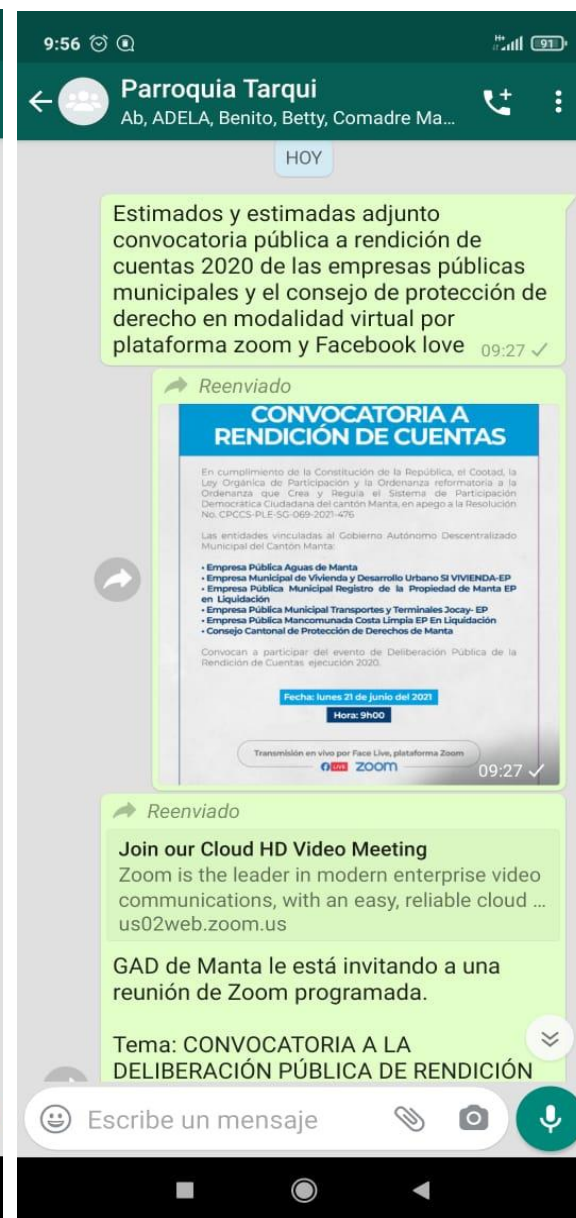 9:56
91
Parroquia Tarqui
Ab, ADELA, Benito, Betty, Comadre Ma...
HOY
Estimados y estimadas adjunto
convocatoria pública a rendición de
cuentas 2020 de las empresas públicas
municipales y el consejo de protección de
derecho en modalidad virtual por
plataforma zoom y Facebook love 09:27
Reenviado
CONVOCATORIA A
RENDICIÓN DE CUENTAS
En cumplimiento de la Constitución de la República, el Cootad, la
Ley Orgánica de Participación y la Ordenanza reformatoria a la
Ordenanza que Crea y Regula el Sistema de Participación
Democrática Ciudadana del cantón Manta, en apego a la Resolución
No. CPCCS-PLE-SG-069-2021-476
Las entidades vinculadas al Gobierno Autónomo Descentralizado
Municipal del Cantón Manta:
• Empresa Pública Aguas de Manta
• Empresa Municipal de Vivienda y Desarrollo Urbano SI VIVIENDA-EP
• Empresa Pública Municipal Registro de la Propiedad de Manta EP
en Liquidación
• Empresa Pública Municipal Transportes y Terminales Jocay- EP
• Empresa Pública Mancomunada Costa Limpia EP En Liquidación
• Consejo Cantonal de Protección de Derechos de Manta
Convocan a participar del evento de Deliberación Pública de la
Rendición de Cuentas ejecución 2020.
Fecha: lunes 21 de junio del 2021
Hora: 9h00
Transmisión en vivo por Face Live, plataforma Zoom
LIVE zoom
09:27
Reenviado
Join our Cloud HD Video Meeting
Zoom is the leader in modern enterprise video
communications, with an easy, reliable cloud ...
us02web.zoom.us
GAD de Manta le está invitando a una
reunión de Zoom programada.
Tema: CONVOCATORIA A LA
DELIBERACIÓN PÚBLICA DE RENDICIÓN
Escribe un mensaje